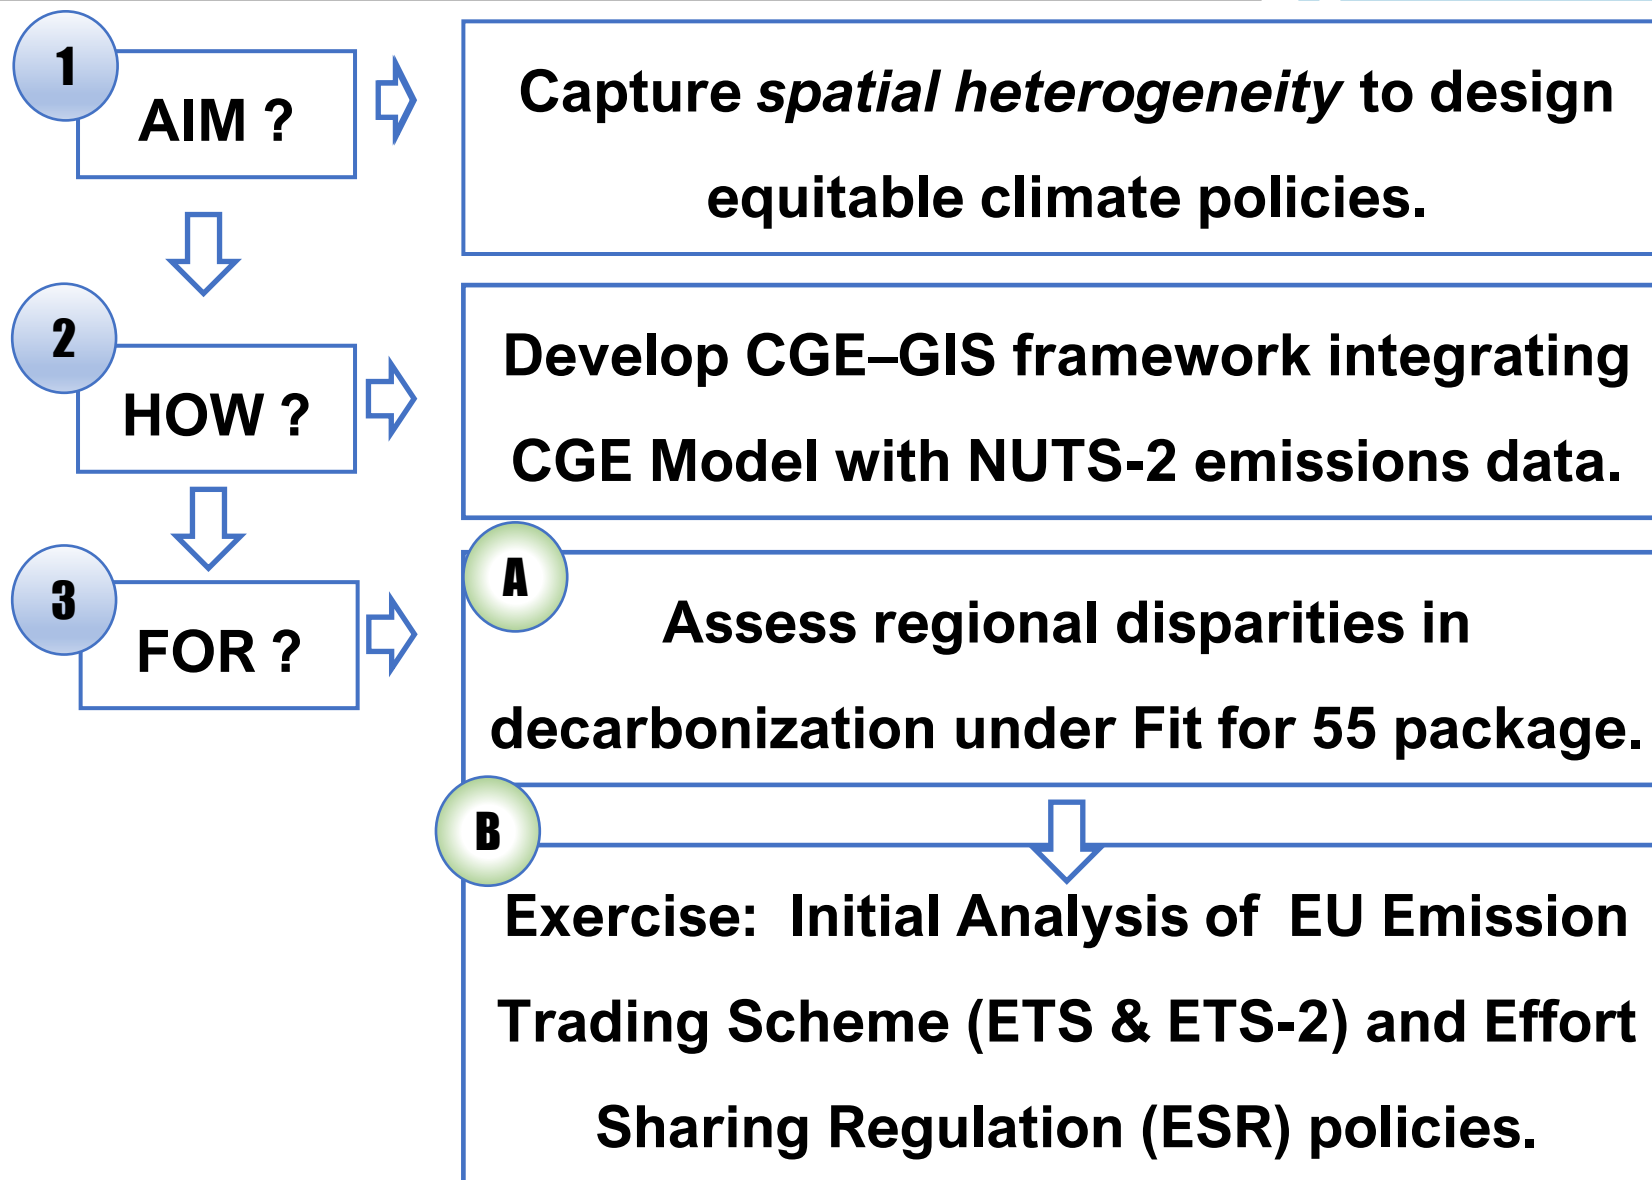 1
AIM ?
Capture spatial heterogeneity to design
equitable climate policies.
2
HOW ?
Develop CGE–GIS framework integrating
CGE Model with NUTS-2 emissions data.
3
FOR ?
A
Assess regional disparities in
decarbonization under Fit for 55 package.
B
Exercise: Initial Analysis of EU Emission
Trading Scheme (ETS & ETS-2) and Effort
Sharing Regulation (ESR) policies.